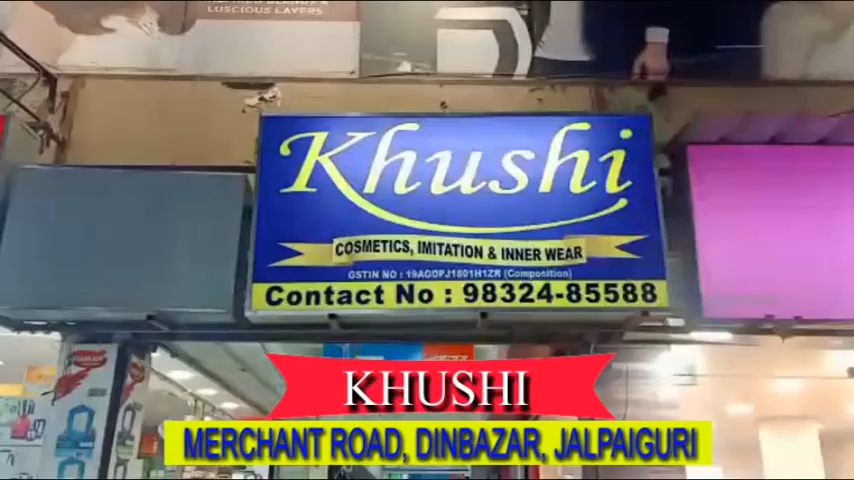 LUSCIOUS LAYERS
Khushi
COSMETICS, IMITATION & INNER WEAR
GSTIN NO : 19AGOPJ1801H1ZR (Composition)
Contact No : 98324-85588
KHUSHI
MERCHANT ROAD, DINBAZAR, JALPAIGURI